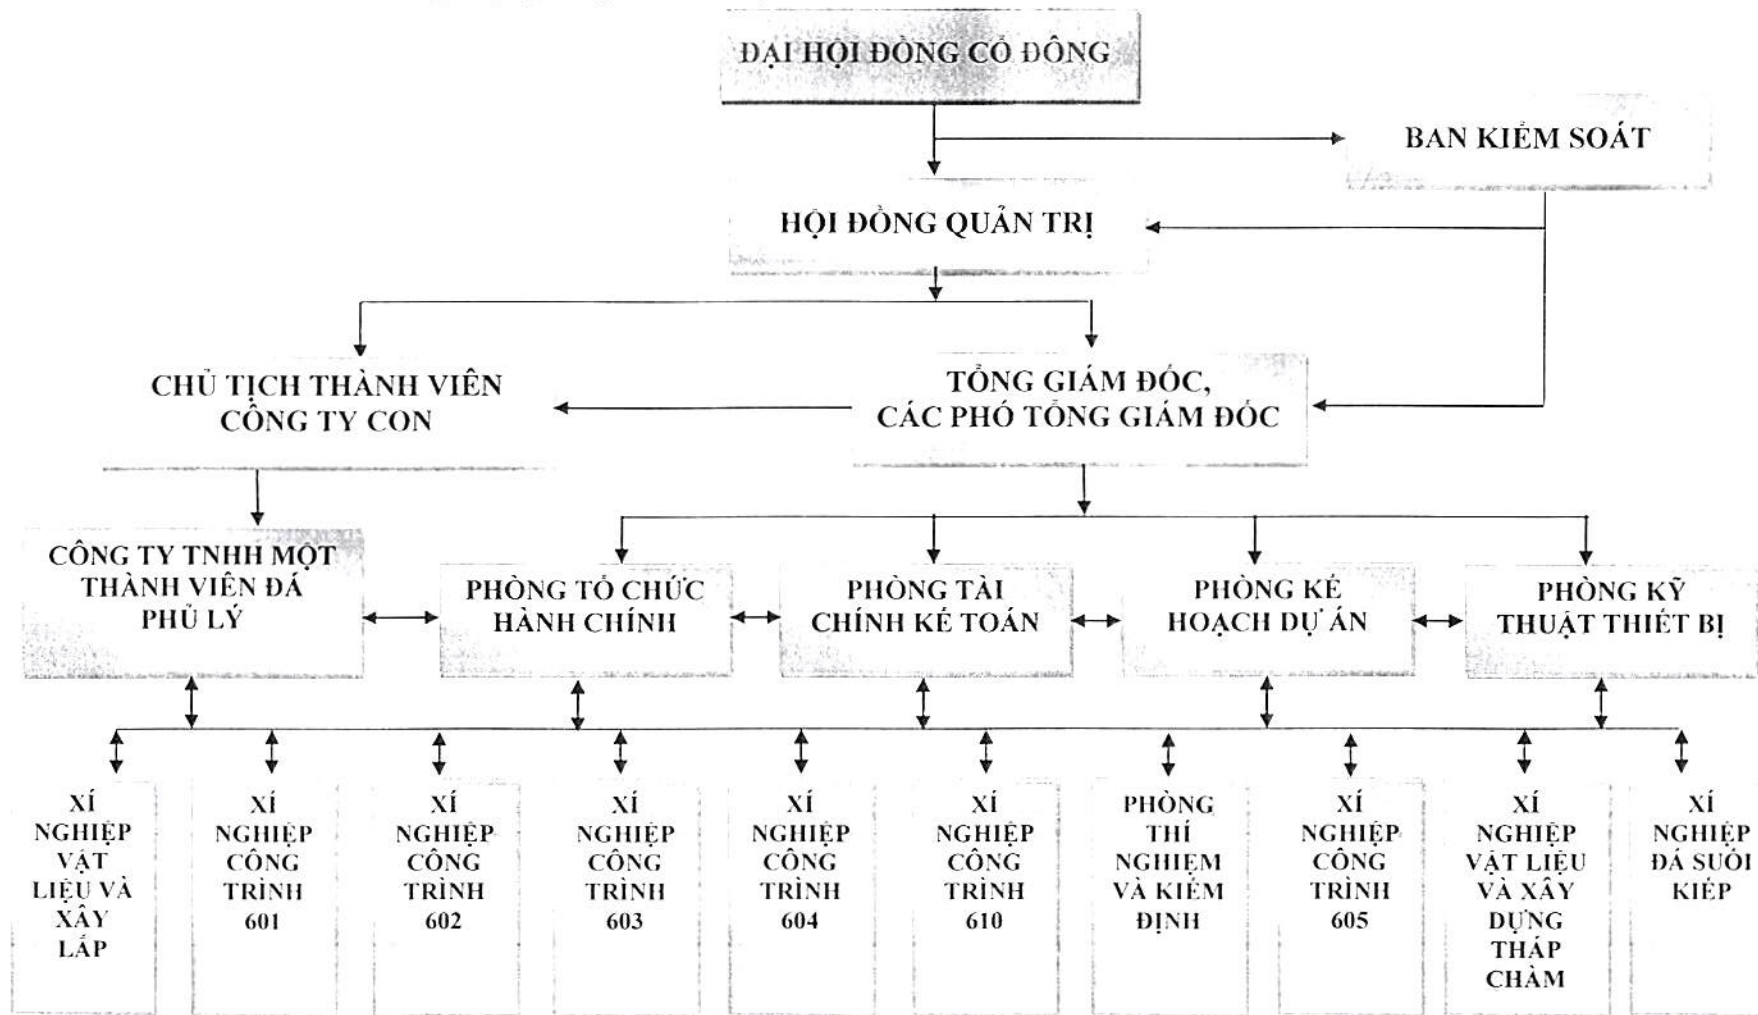 ĐẠI HỘI ĐỒNG CỔ ĐÔNG
BAN KIỂM SOÁT
HỘI ĐỒNG QUẢN TRỊ
CHỦ TỊCH THÀNH VIÊN
CÔNG TY CON
TỔNG GIÁM ĐỐC,
CÁC PHÓ TỔNG GIÁM ĐỐC
CÔNG TY TNHH MỘT
THÀNH VIÊN ĐÁ
PHỦ LÝ
PHÒNG TỔ CHỨC
HÀNH CHÍNH
PHÒNG TÀI
CHÍNH KẾ TOÁN
PHÒNG KẾ
HOẠCH DỰ ÁN
PHÒNG KỸ
THUẬT THIẾT BỊ
XÍ
NGHIỆP
VẬT
LIỆU VÀ
XÂY
LẮP
XÍ
NGHIỆP
CÔNG
TRÌNH
601
XÍ
NGHIỆP
CÔNG
TRÌNH
602
XÍ
NGHIỆP
CÔNG
TRÌNH
603
XÍ
NGHIỆP
CÔNG
TRÌNH
604
XÍ
NGHIỆP
CÔNG
TRÌNH
610
PHÒNG
THÍ
NGHIỆM
VÀ KIỂM
ĐỊNH
XÍ
NGHIỆP
CÔNG
TRÌNH
605
XÍ
NGHIỆP
VẬT LIỆU
VÀ XÂY
DỰNG
THÁP
CHÀM
XÍ
NGHIỆP
ĐÁ SUỐI
KIẾP